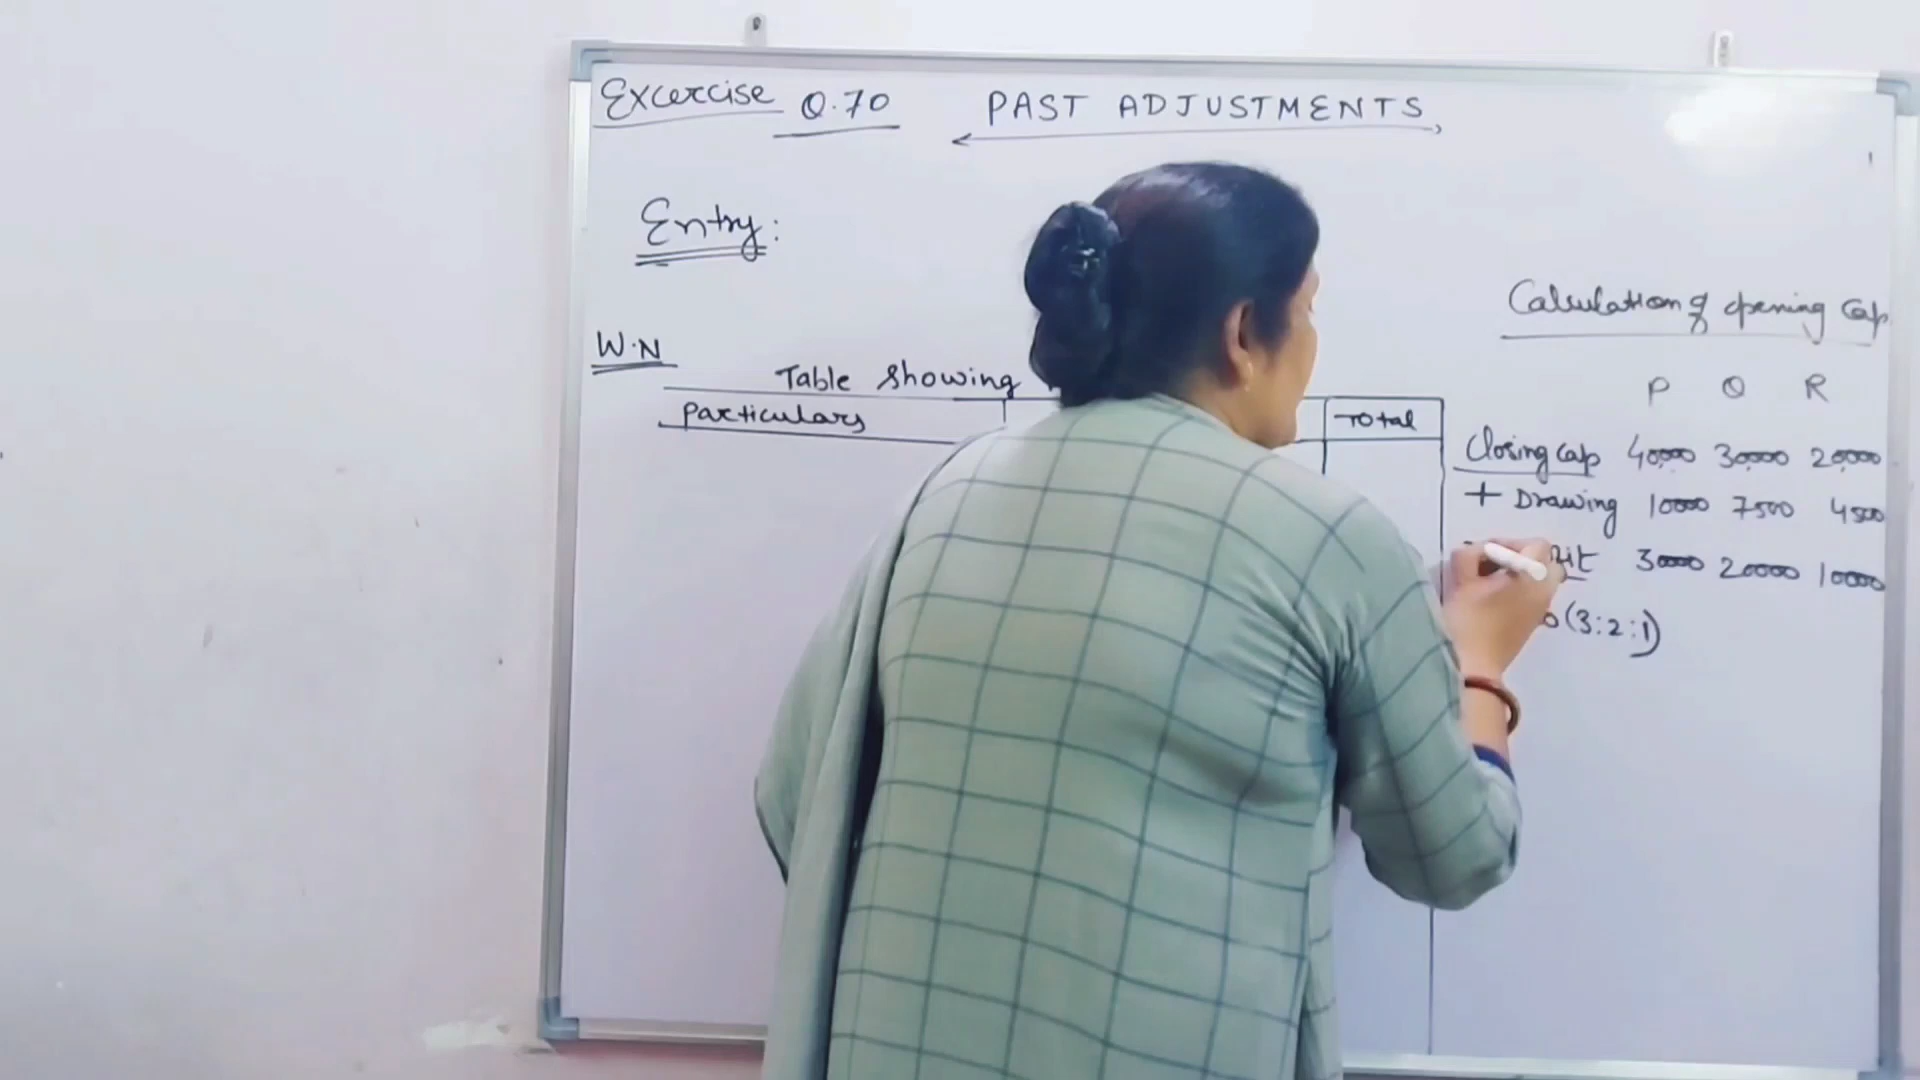 Excercise Q.70 PAST ADJUSTMENTS
Entry:
W.N
Table Showing
Particulars Total
Calculation of opening Cap
P Q R
Closing Cap 40,000 30,000 20,000
+ Drawing 10000 7500 4500
30000 20000 10000
(3:2:1)